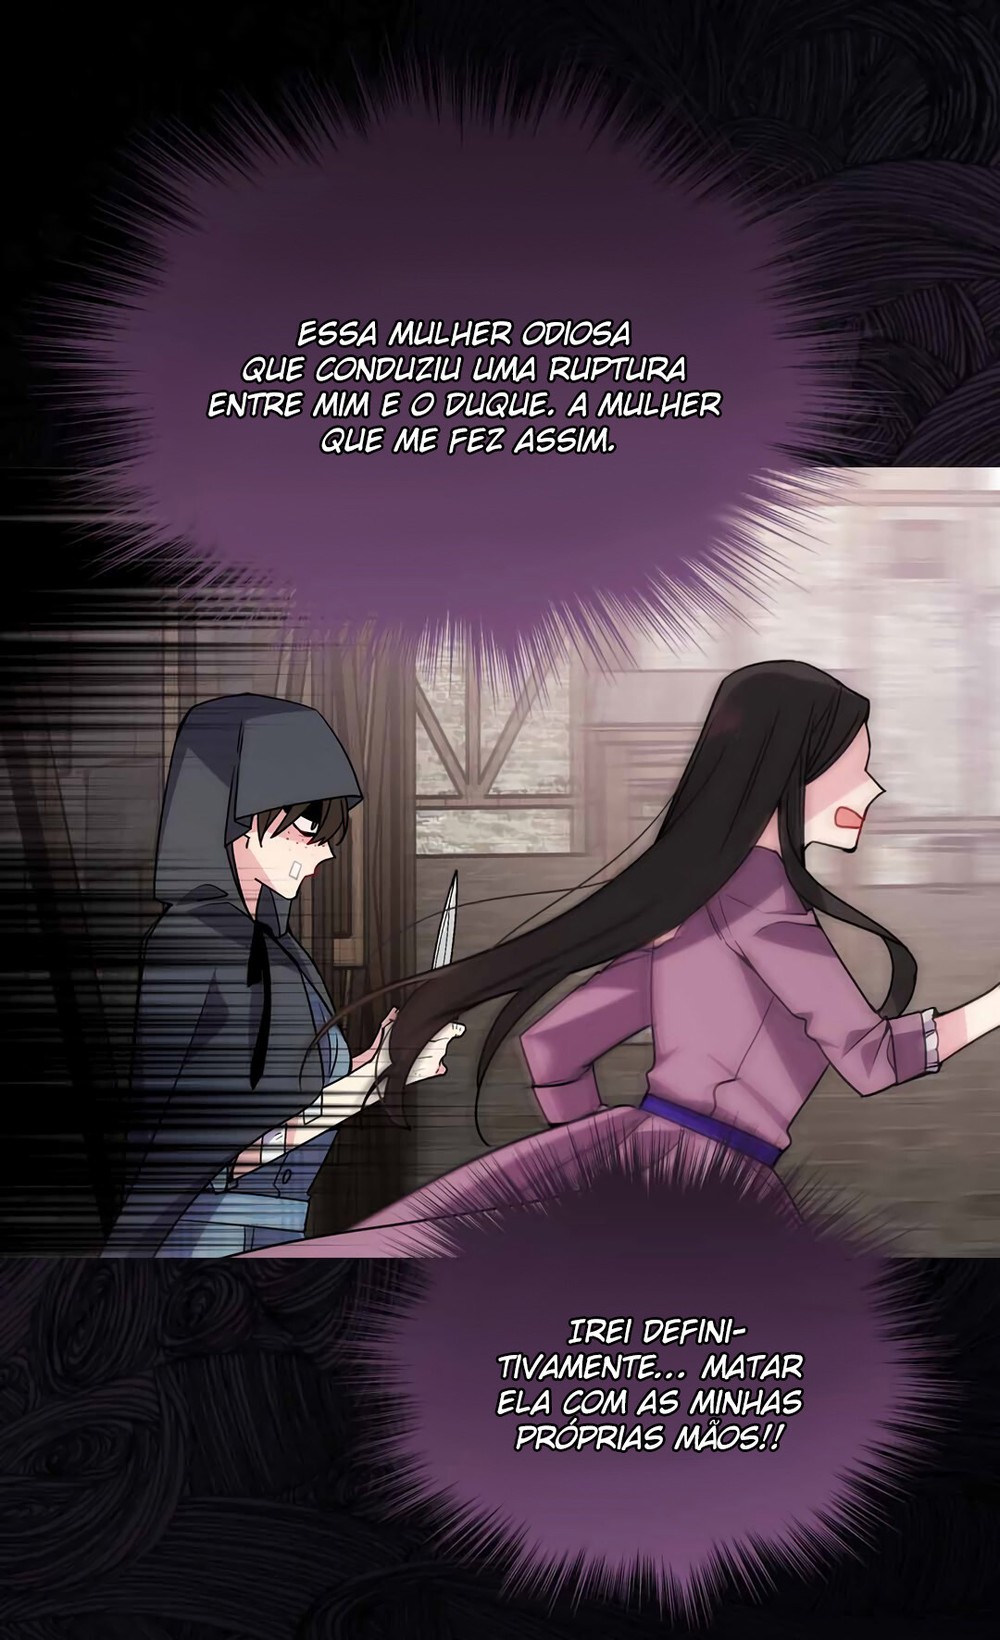 ESSA MULHER ODIOSA
QUE CONDUZIU UMA RUPTURA
ENTRE MIM E O DUQUE. A MULHER
QUE ME FEZ ASSIM.
IREI DEFINI-
TIVAMENTE... MATAR
ELA COM AS MINHAS
PRÓPRIAS MÃOS!!